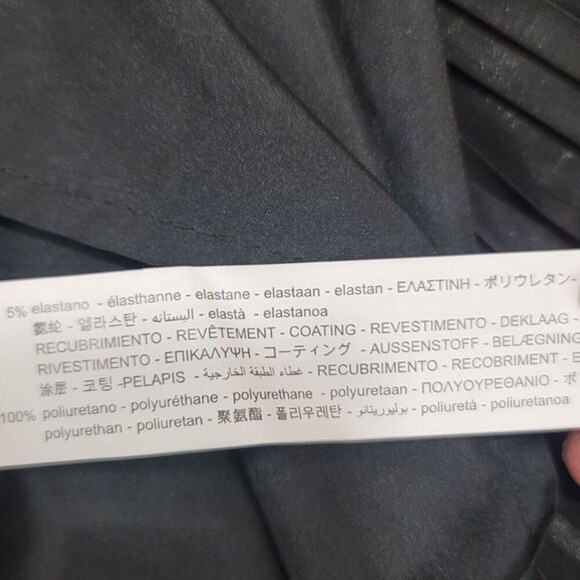 5% elastano - élasthanne - elastane - elastaan - elastan - ΕΛΑΣΤΙΝΗ - ポリウレタン -
氨纶 - 엘라스탄 - اليستانه - elastà - elastanoa
RECUBRIMIENTO - REVÊTEMENT - COATING - REVESTIMENTO - DEKLAAG -
RIVESTIMENTO - ΕΠΙΚΑΛΥΨΗ - コーティング - AUSSENSTOFF - BELÆGNING
涂层 - 코팅 -PELAPIS - غطاء الطبقة الخارجية - RECUBRIMENTO - RECOBRIMENT - E
100% poliuretano - polyuréthane - polyurethane - polyuretaan - ΠΟΛΥΟΥΡΕΘΑΝΙΟ - ポ
polyurethan - poliuretan - 聚氨酯 - 폴리우레탄 - بوليوريتانو - poliuretà - poliuretanoa